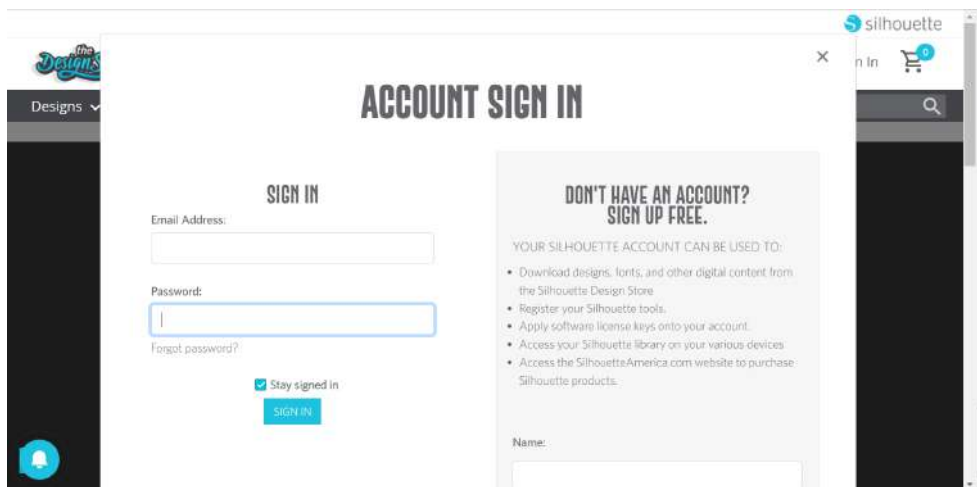 silhouette
the
Design S
n In
0
Designs
ACCOUNT SIGN IN
SIGN IN
Email Address:
Password:
Forgot password?
Stay signed in
SIGN IN
DON'T HAVE AN ACCOUNT?
SIGN UP FREE.
YOUR SILHOUETTE ACCOUNT CAN BE USED TO:
• Download designs, fonts, and other digital content from
the Silhouette Design Store
• Register your Silhouette tools.
• Apply software license keys onto your account
• Access your Silhouette library on your various devices
• Access the SilhouetteAmerica.com website to purchase
Silhouette products.
Name: